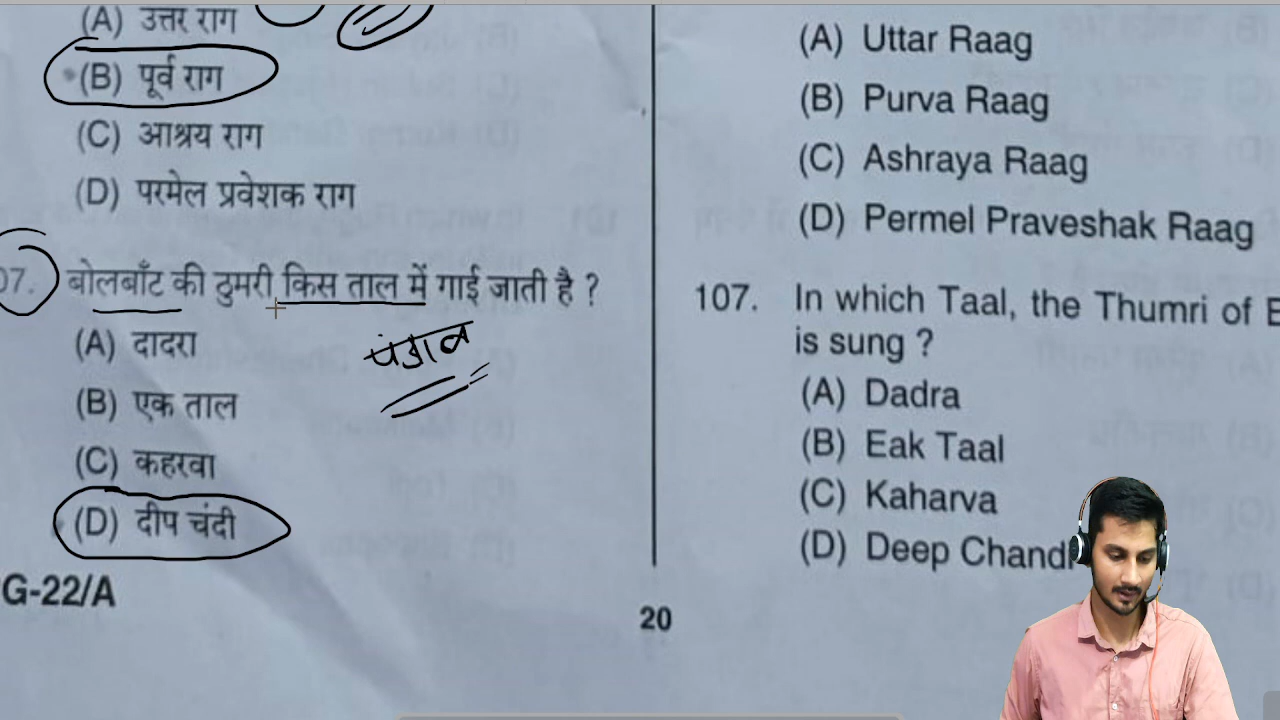 (A) उत्तर राग
(B) पूर्व राग
(C) आश्रय राग
(D) परमेल प्रवेशक राग
07. बोलबाँट की ठुमरी किस ताल में गाई जाती है ?
(A) दादरा
(B) एक ताल
(C) कहरवा
(D) दीप चंदी
G-22/A
(A) Uttar Raag
(B) Purva Raag
(C) Ashraya Raag
(D) Permel Praveshak Raag
107. In which Taal, the Thumri of
is sung ?
(A) Dadra
(B) Eak Taal
(C) Kaharva
(D) Deep Chandi
20